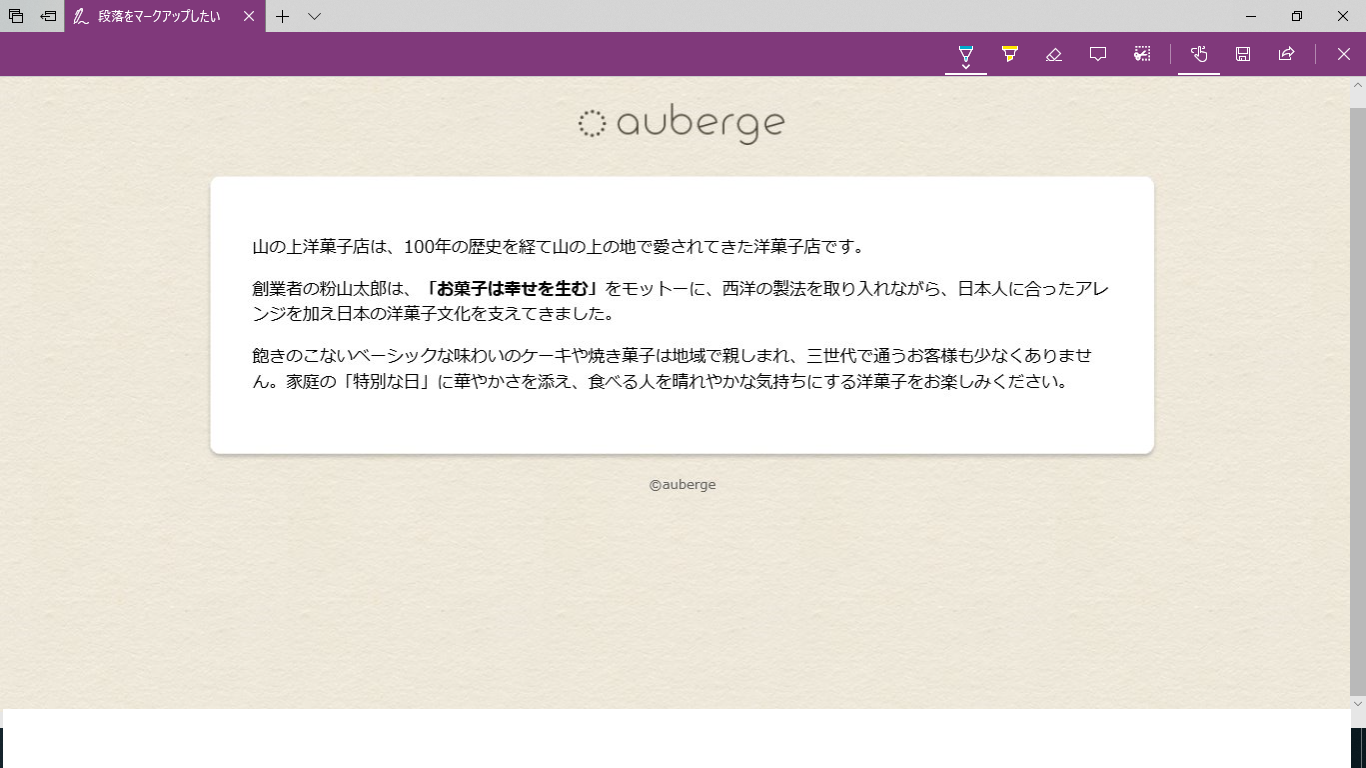 段落をマークアップしたい
auberge
山の上洋菓子店は、100年の歴史を経て山の上の地で愛されてきた洋菓子店です。
創業者の粉山太郎は、「お菓子は幸せを生む」をモットーに、西洋の製法を取り入れながら、日本人に合ったアレ
ンジを加え日本の洋菓子文化を支えてきました。
飽きのこないベーシックな味わいのケーキや焼き菓子は地域で親しまれ、三世代で通うお客様も少なくありませ
ん。家庭の「特別な日」に華やかさを添え、食べる人を晴れやかな気持ちにする洋菓子をお楽しみください。
©auberge